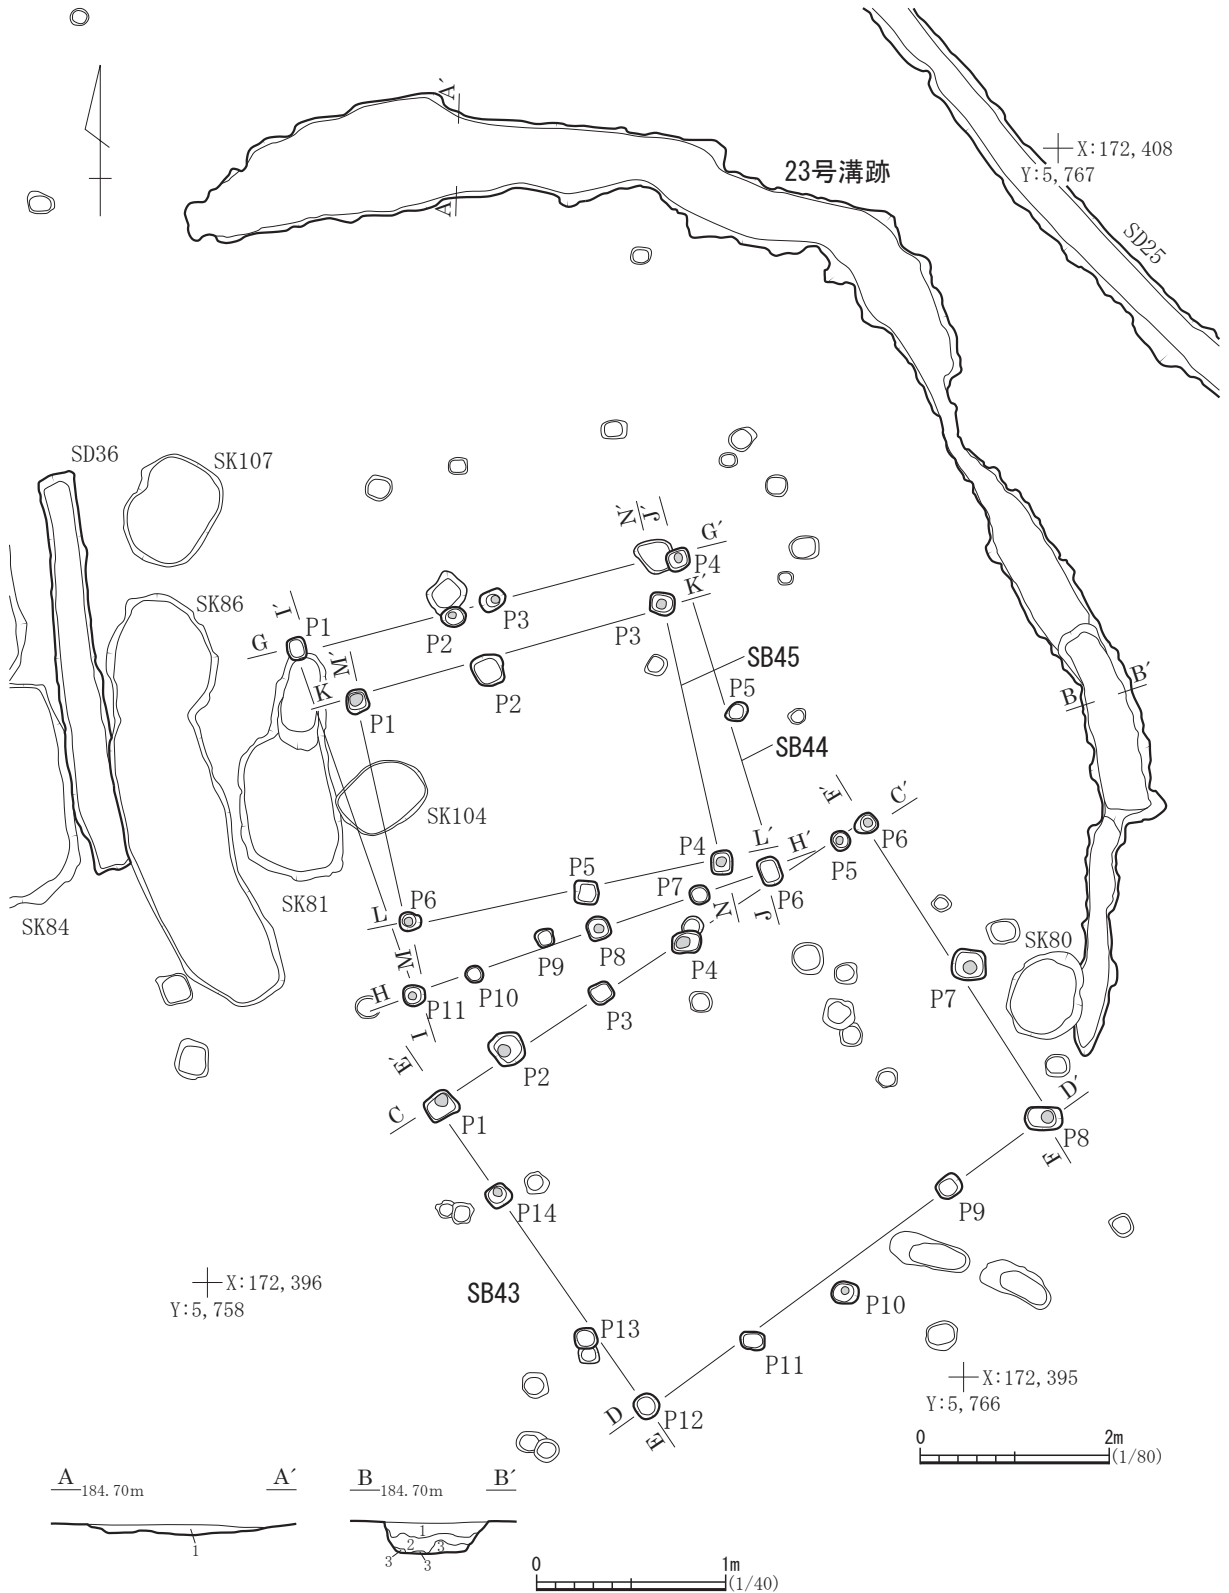 A´
A
23号溝跡
X:172,408
Y:5,767
SD25
SD36
SK107
SK86
N´
J´
G´
P4
K´
I´
P1
G
P2
P3
P3
M´
K
P1
P2
SB45
P5
SB44
B
B´
SK104
F´
C´
P6
P5
L´
H´
P4
P7
P6
P5
SK81
SK84
L
P6
P9
P8
N
J
P4
SK80
P7
M
H
P11
P10
P3
I
E´
P2
C
P1
D´
P8
F
P14
P9
X:172,396
Y:5,758
SB43
P10
P13
P11
X:172,395
Y:5,766
D
P12
E
0 2m
(1/80)
A 184.70m A´
1
B 184.70m B´
1
2 3
3 3
0 1m
(1/40)